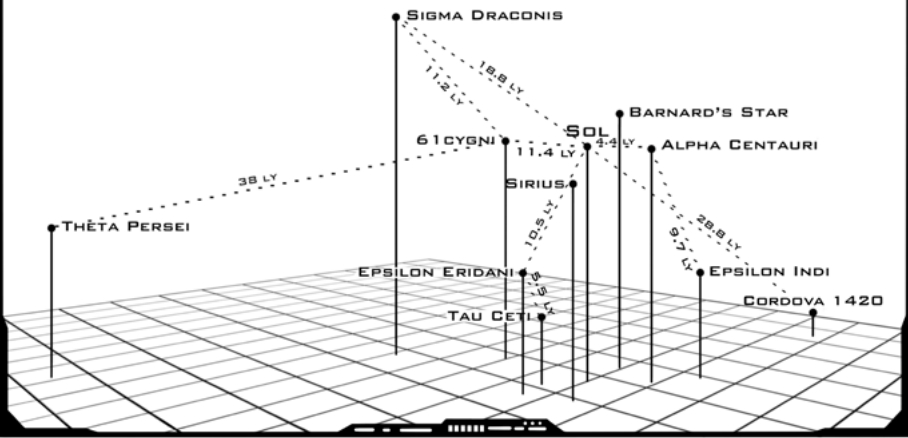 Sigma Draconis
18.8 LY
11.2 LY
Barnard's Star
Sol
61cygni
4.4 LY
Alpha Centauri
11.4 LY
38 LY
Sirius
Theta Persei
10.5 LY
28.8 LY
9.7 LY
Epsilon Eridani
5.5 LY
Epsilon Indi
Cordova 1420
Tau Ceti